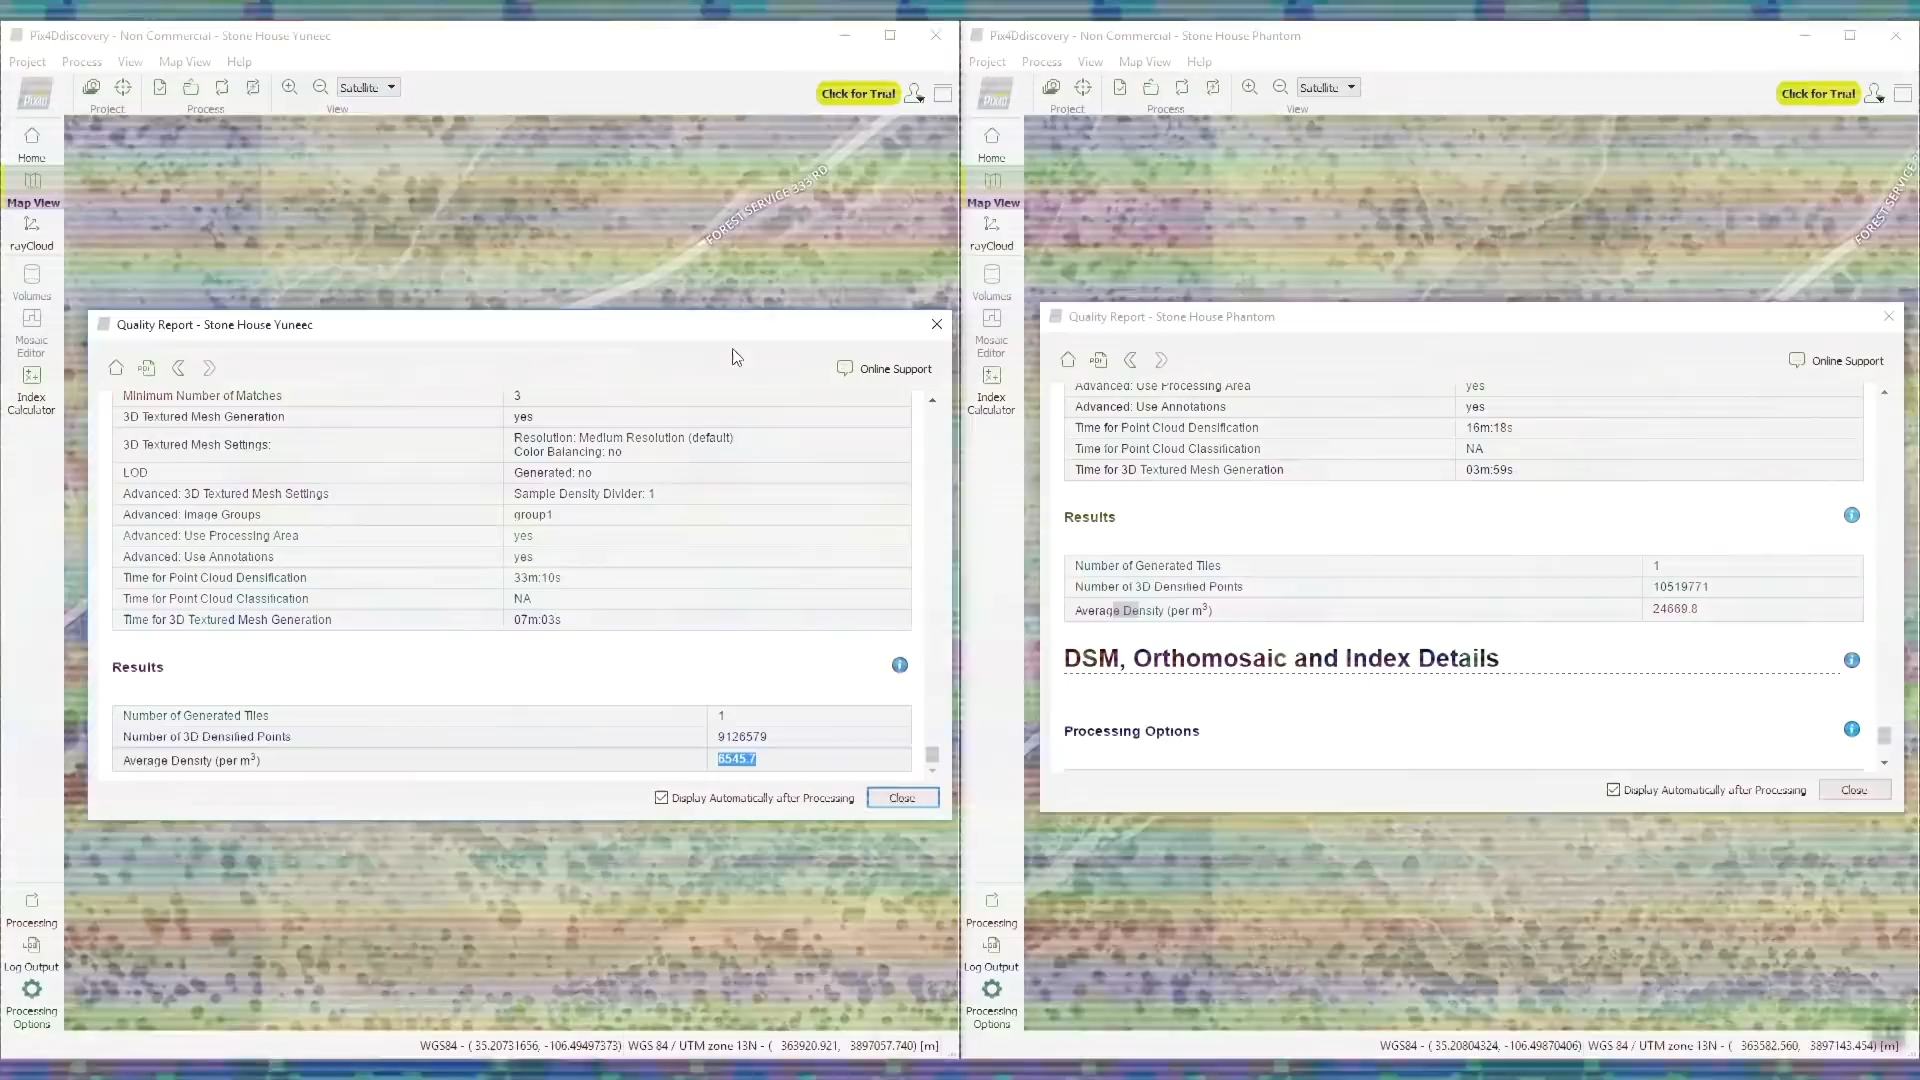 Pix4Ddiscovery - Non Commercial - Stone House Yuneec
Project Process View Map View Help
Pix4D
Project
Process
View
Satellite
Click for Trial
Home
Map View
rayCloud
Volumes
Mosaic
Editor
Index
Calculator
Processing
Log Output
Processing
Options
FOREST SERVICE 333 RD
Quality Report - Stone House Yuneec
PDF
Online Support
Minimum Number of Matches 3
3D Textured Mesh Generation yes
3D Textured Mesh Settings: Resolution: Medium Resolution (default)
Color Balancing: no
LOD Generated: no
Advanced: 3D Textured Mesh Settings Sample Density Divider: 1
Advanced: Image Groups group1
Advanced: Use Processing Area yes
Advanced: Use Annotations yes
Time for Point Cloud Densification 33m:10s
Time for Point Cloud Classification NA
Time for 3D Textured Mesh Generation 07m:03s
Results
Number of Generated Tiles 1
Number of 3D Densified Points 9126579
Average Density (per m3) 6545.7
Display Automatically after Processing Close
WGS84 - ( 35.20731656, -106.49497373) WGS 84 / UTM zone 13N - ( 363920.921, 3897057.740) [m]
Pix4Ddiscovery - Non Commercial - Stone House Phantom
Project Process View Map View Help
Pix4D
Project
Process
View
Satellite
Click for Trial
Home
Map View
rayCloud
Volumes
Mosaic
Editor
Index
Calculator
Processing
Log Output
Processing
Options
FOREST SERVICE
Quality Report - Stone House Phantom
PDF
Online Support
Advanced: Use Processing Area yes
Advanced: Use Annotations yes
Time for Point Cloud Densification 16m:18s
Time for Point Cloud Classification NA
Time for 3D Textured Mesh Generation 03m:59s
Results
Number of Generated Tiles 1
Number of 3D Densified Points 10519771
Average Density (per m3) 24669.8
DSM, Orthomosaic and Index Details
Processing Options
Display Automatically after Processing Close
WGS84 - ( 35.20804324, -106.49870406) WGS 84 / UTM zone 13N - ( 363582.560, 3897143.454) [m]